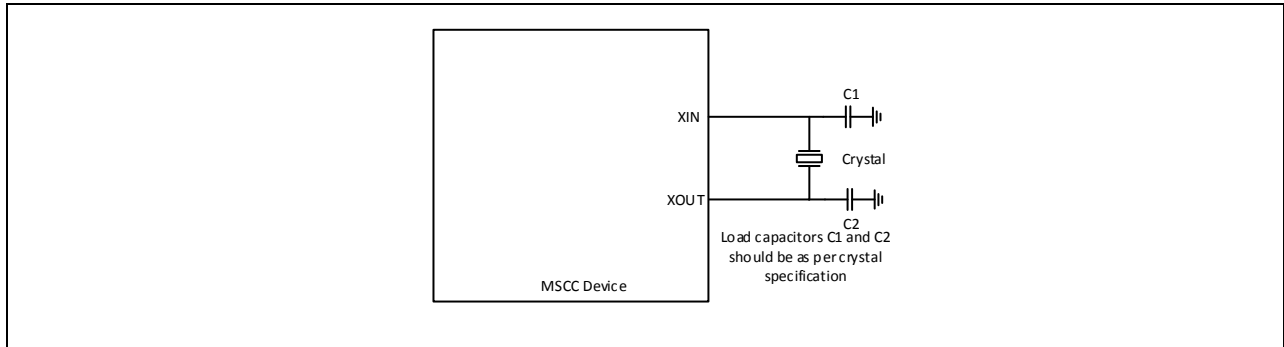 C1
XIN
Crystal
XOUT
C2
Load capacitors C1 and C2
should be as per crystal
specification
MSCC Device